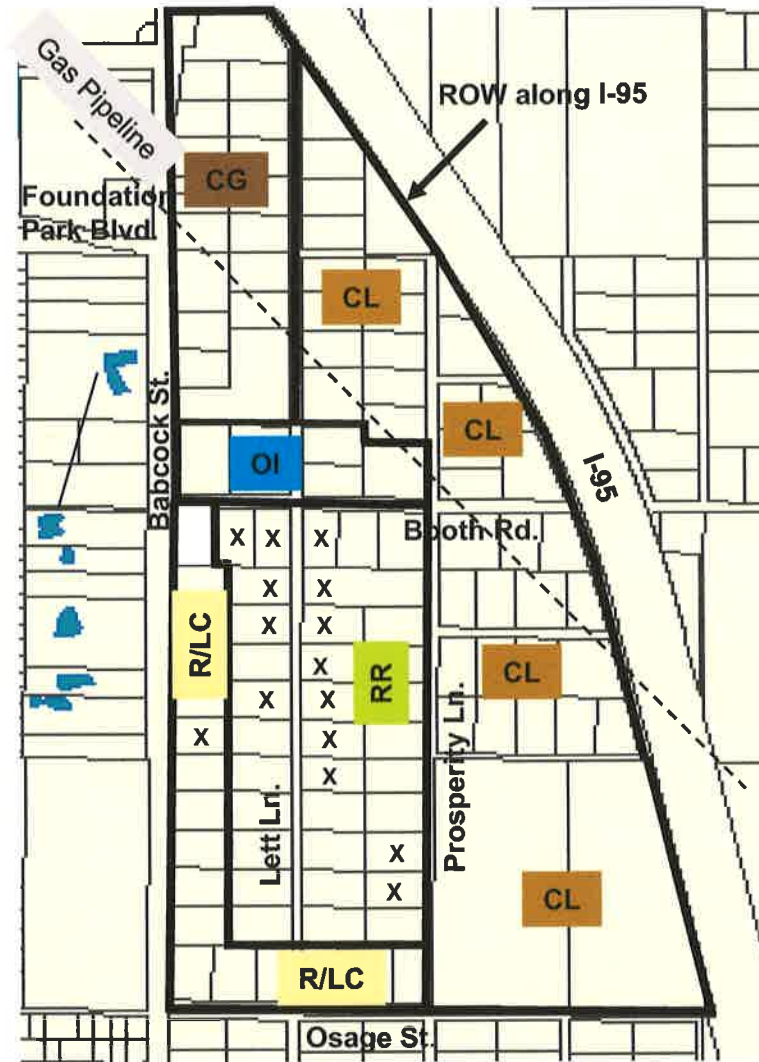 Gas Pipeline
ROW along I-95
CG
Foundation
Park Blvd.
CL
Babcock St.
CL
OI
I-95
Booth Rd.
X X X
X X
X X
R/LC
X
RR
CL
X X
X
X
X
Lett Ln.
Prosperity Ln.
X
X
CL
R/LC
Osage St.